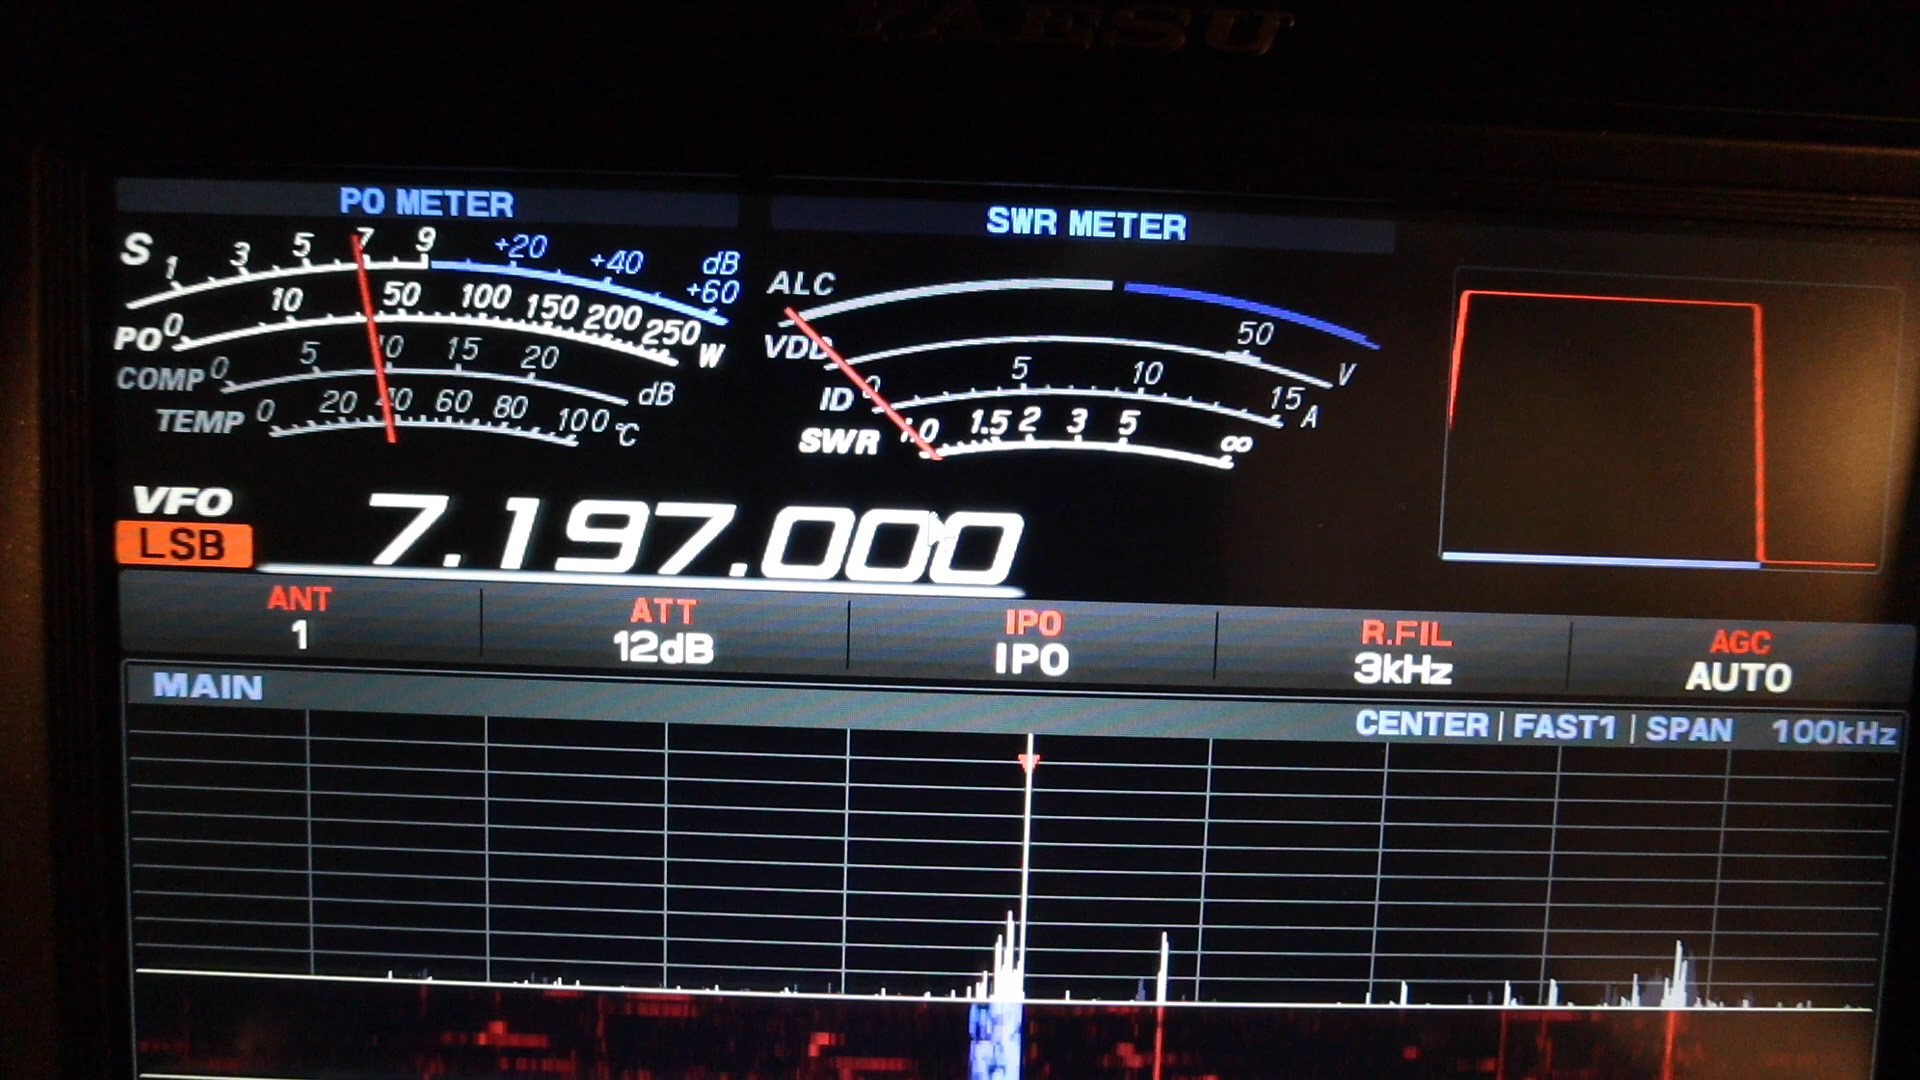 YAESU
PO METER
S 1 3 5 7 9 +20 +40 +60 dB
PO 0 10 50 100 150 200 250 W
COMP 0 5 10 15 20 dB
TEMP 0 20 40 60 80 100 °C
SWR METER
ALC
VDD 50 V
ID 0 5 10 15 A
SWR 1.0 1.5 2 3 5 ∞
VFO
LSB
7.197.000
ANT ATT IPO R.FIL AGC
1 12dB IPO 3kHz AUTO
MAIN
CENTER | FAST1 | SPAN 100kHz